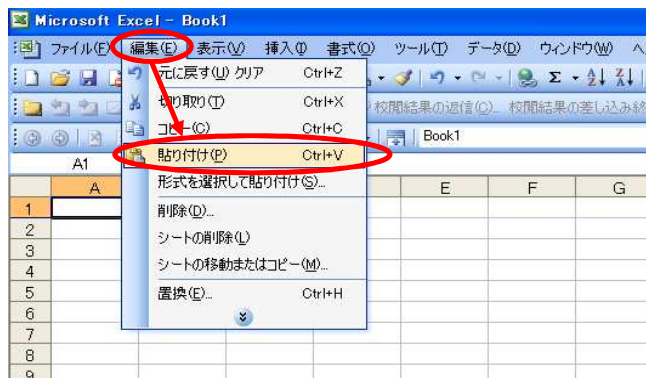 Microsoft Excel - Book1
ファイル(F) 編集(E) 表示(V) 挿入(I) 書式(O) ツール(T) データ(D) ウィンドウ(W) ヘ
元に戻す(U) クリア Ctrl+Z
切り取り(T) Ctrl+X
校閲結果の返信(C)... 校閲結果の差し込み終
コピー(C) Ctrl+C
Book1
A1
貼り付け(P) Ctrl+V
形式を選択して貼り付け(S)...
A E F G
削除(D)...
シートの削除(L)
シートの移動またはコピー(M)...
置換(E)... Ctrl+H
1
2
3
4
5
6
7
8
9